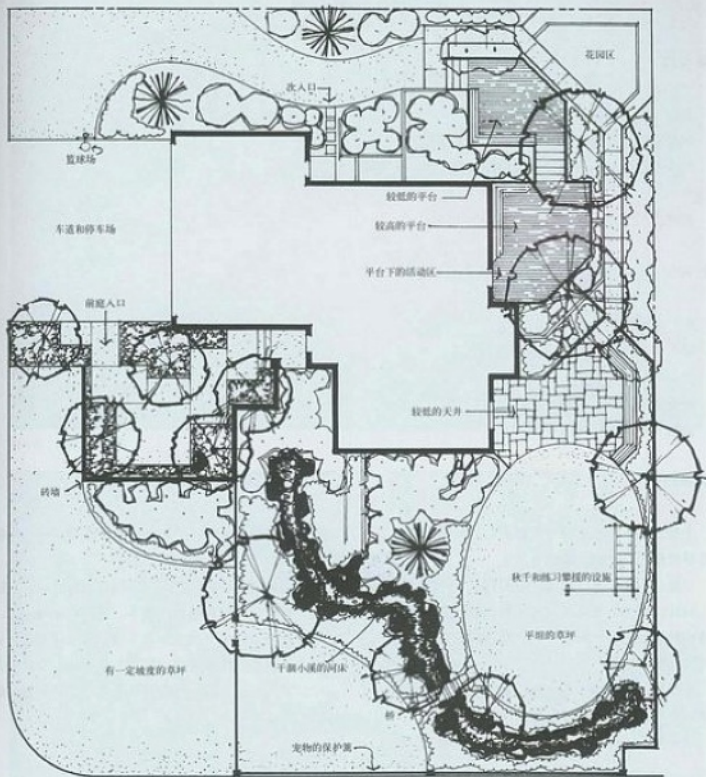 花园区
次入口
篮球场
较低的平台
车道和停车场
较高的平台
平台下的活动区
前庭入口
较低的天井
砖墙
秋千和练习攀援的设施
平坦的草坪
有一定坡度的草坪
干涸小溪的河床
桥
宠物的保护篱